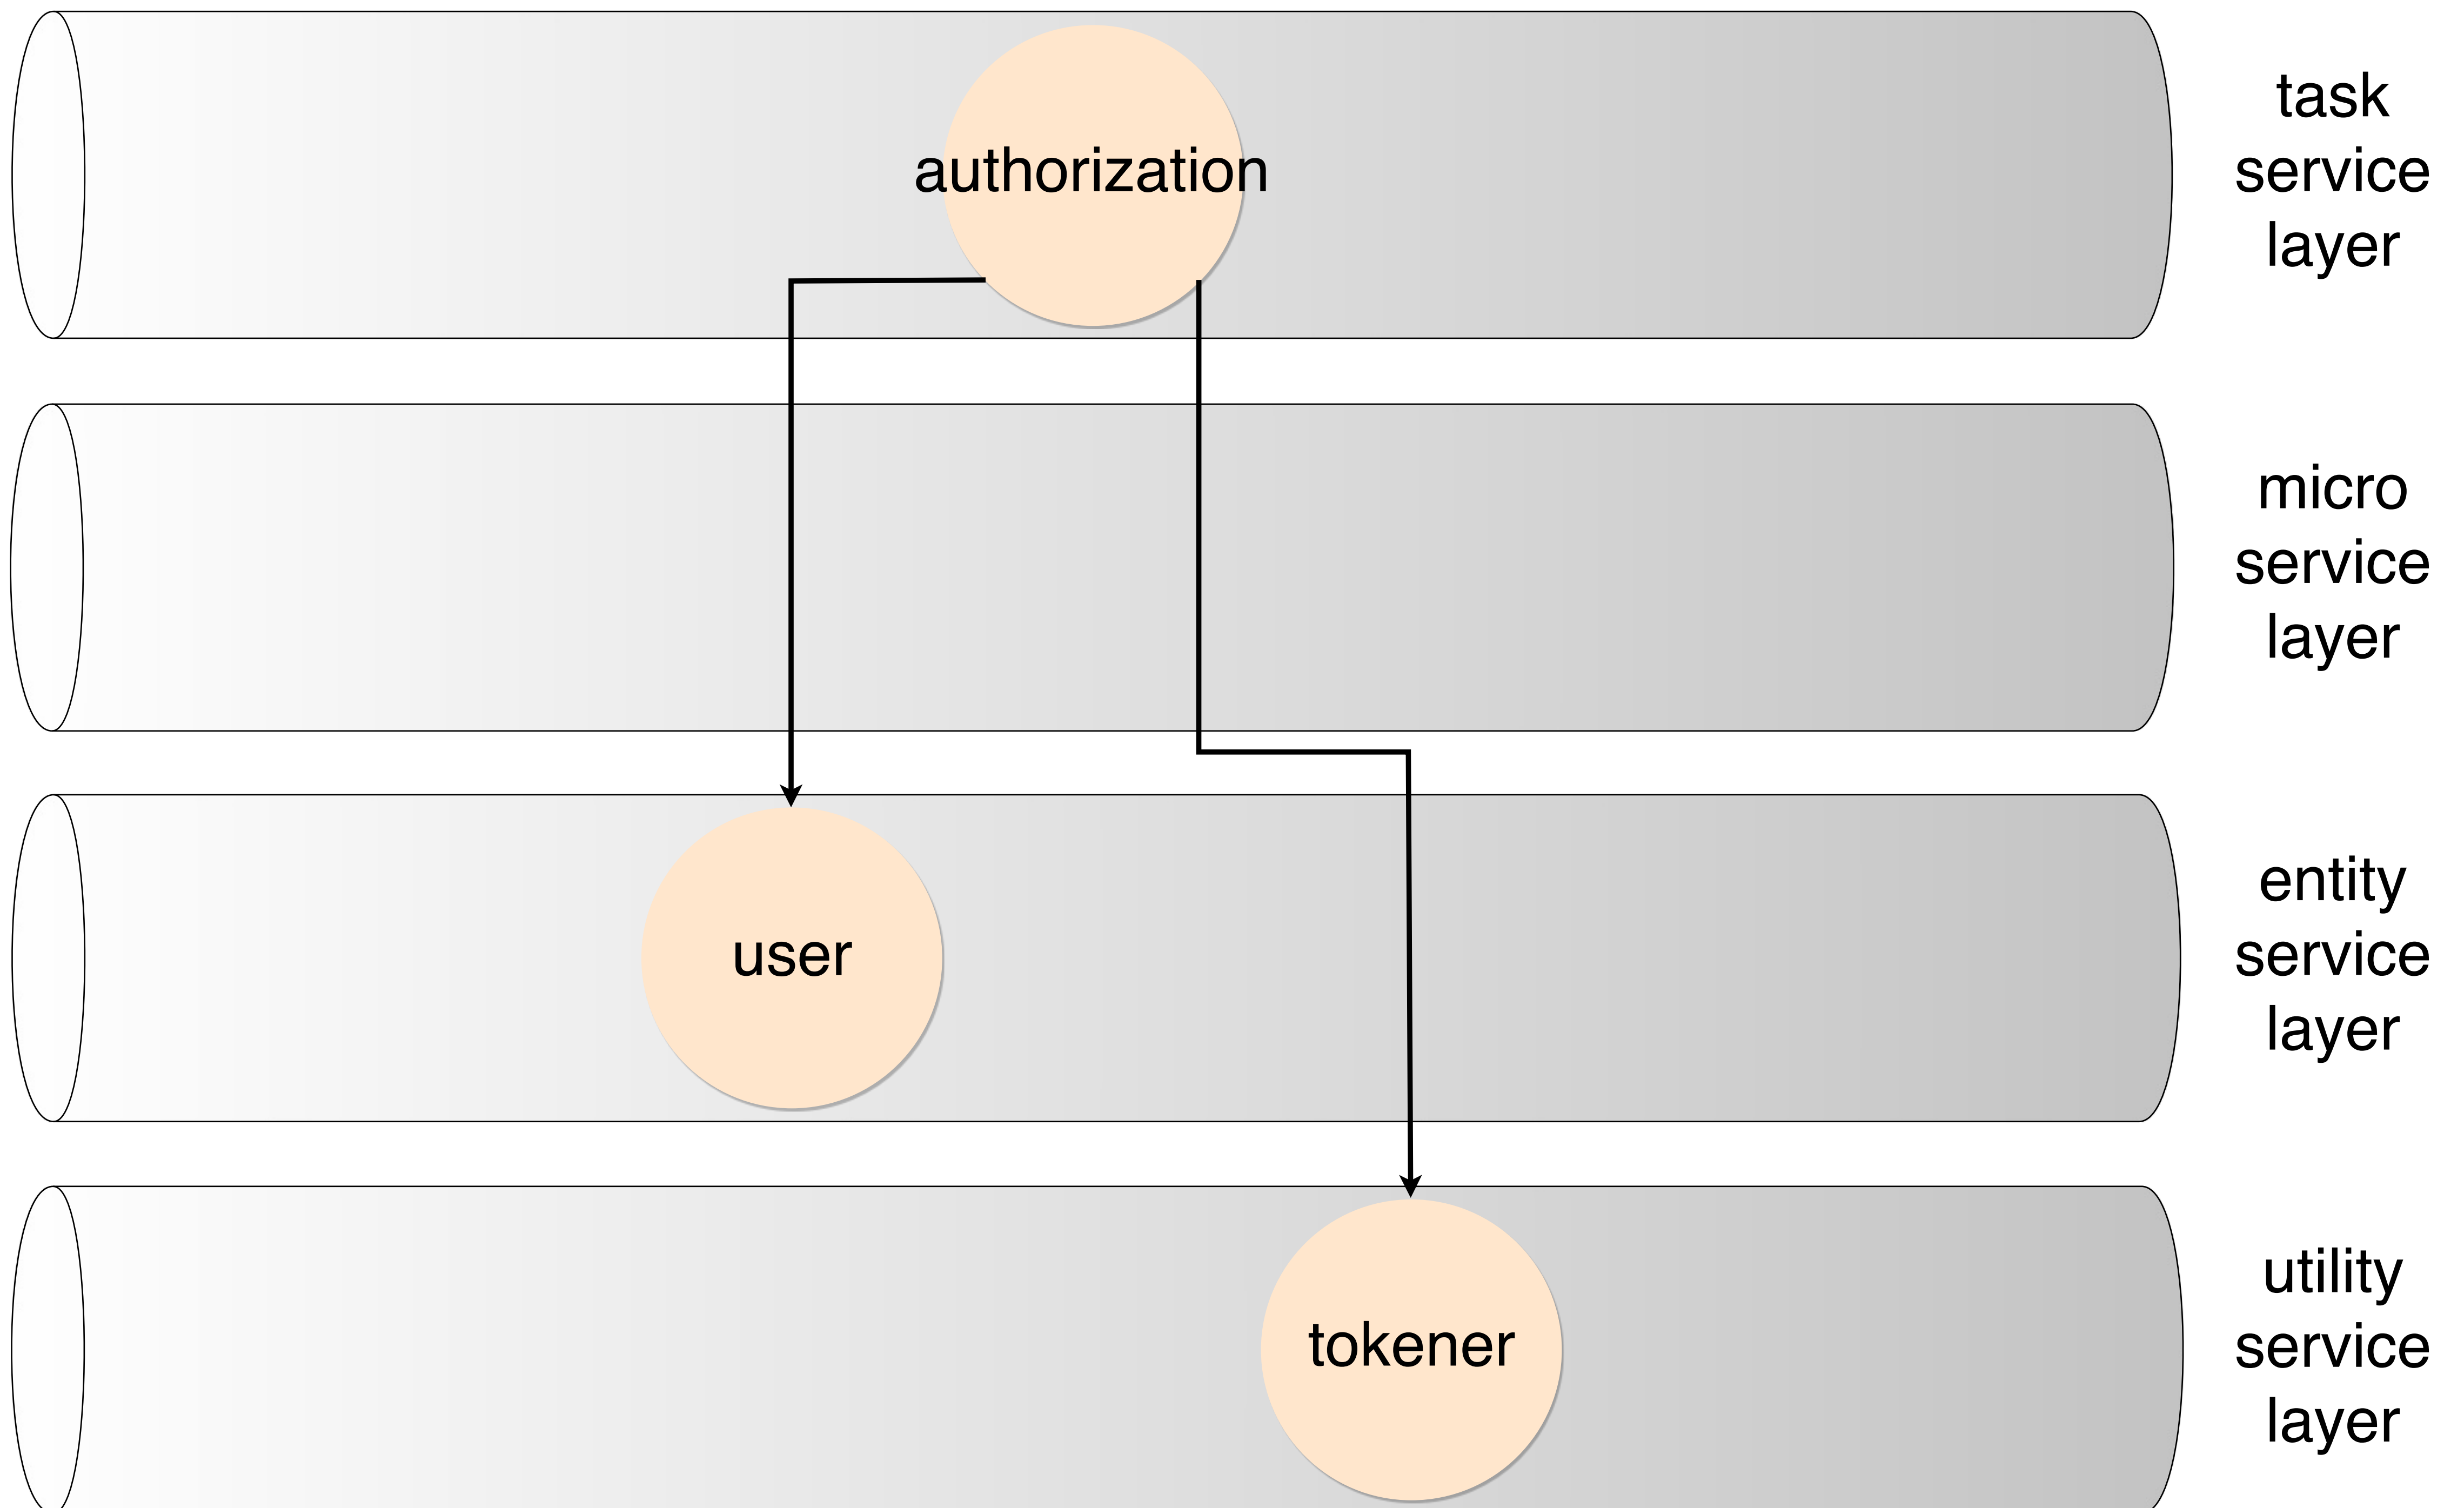 authorization
task
service
layer
micro
service
layer
user
entity
service
layer
tokener
utility
service
layer